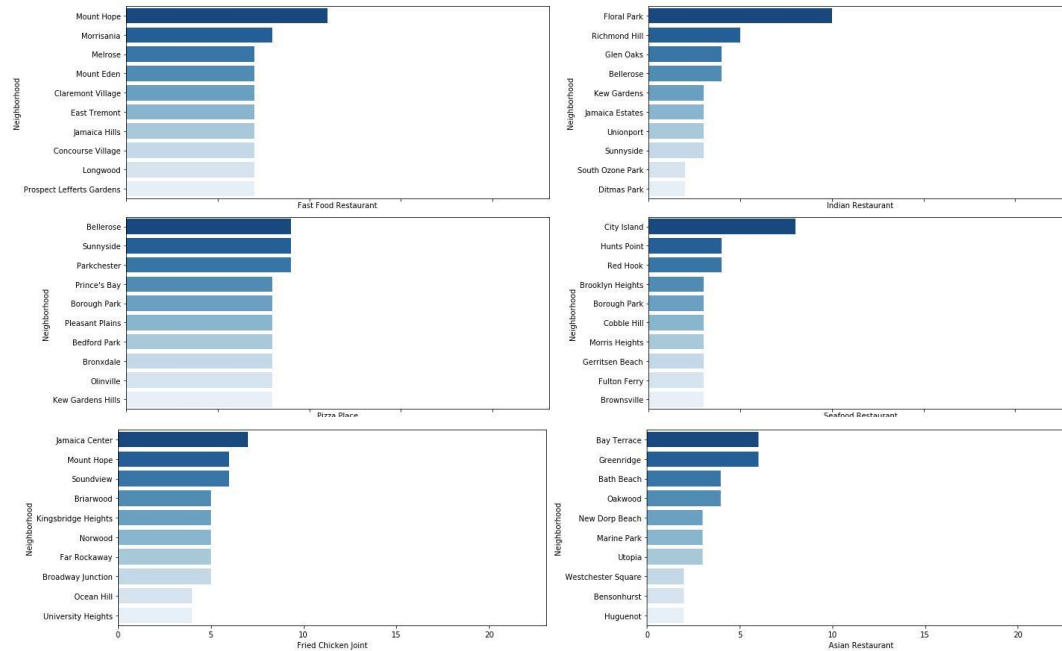 Neighborhood
Mount Hope
Morrisania
Melrose
Mount Eden
Claremont Village
East Tremont
Jamaica Hills
Concourse Village
Longwood
Prospect Lefferts Gardens
Fast Food Restaurant
Neighborhood
Floral Park
Richmond Hill
Glen Oaks
Bellerose
Kew Gardens
Jamaica Estates
Unionport
Sunnyside
South Ozone Park
Ditmas Park
Indian Restaurant
Neighborhood
Bellerose
Sunnyside
Parkchester
Prince's Bay
Borough Park
Pleasant Plains
Bedford Park
Bronxdale
Olinville
Kew Gardens Hills
Pizza Place
Neighborhood
City Island
Hunts Point
Red Hook
Brooklyn Heights
Borough Park
Cobble Hill
Morris Heights
Gerritsen Beach
Fulton Ferry
Brownsville
Seafood Restaurant
Neighborhood
Jamaica Center
Mount Hope
Soundview
Briarwood
Kingsbridge Heights
Norwood
Far Rockaway
Broadway Junction
Ocean Hill
University Heights
0 5 10 15 20
Fried Chicken Joint
Neighborhood
Bay Terrace
Greenridge
Bath Beach
Oakwood
New Dorp Beach
Marine Park
Utopia
Westchester Square
Bensonhurst
Huguenot
0 5 10 15 20
Asian Restaurant